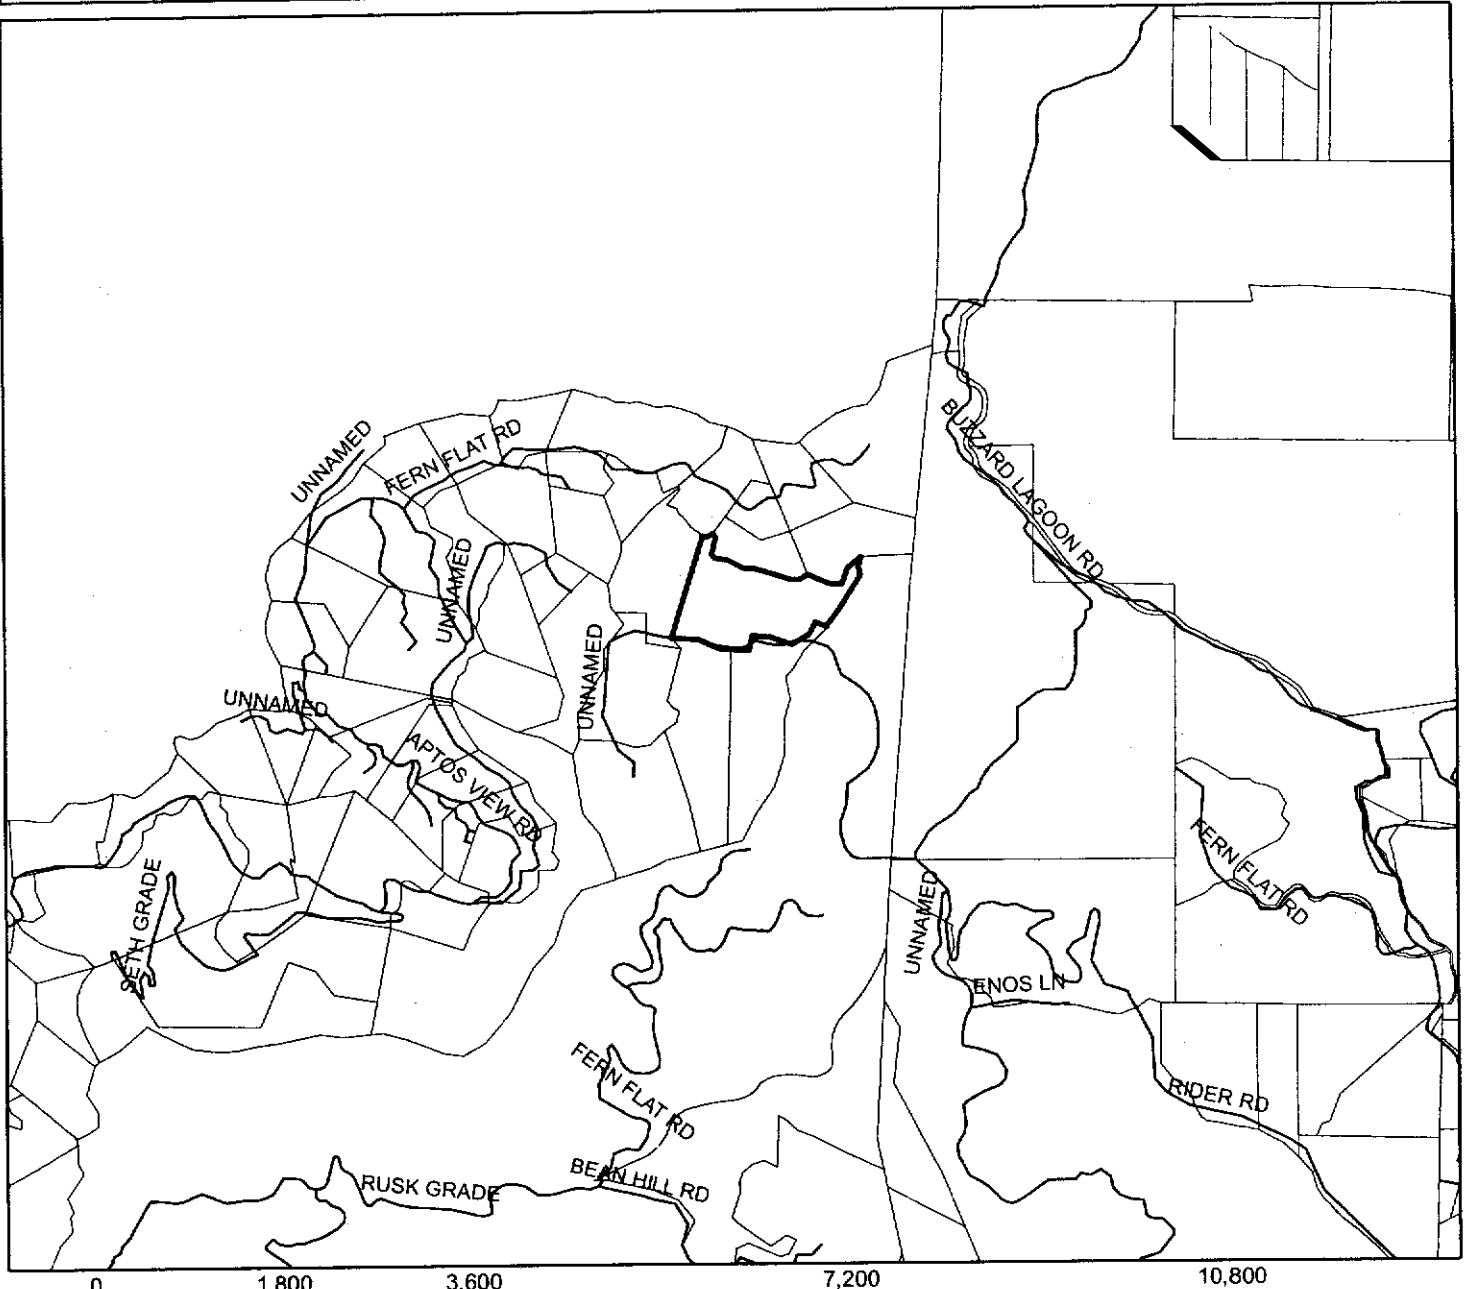 BUZZARD LAGOON RD
UNNAMED
FERN FLAT RD
UNNAMED
UNNAMED
UNNAMED
APTOS VIEW RD
SETH GRADE
FERN FLAT RD
UNNAMED
ENOS LN
FERN FLAT RD
RIDER RD
RUSK GRADE
BEAN HILL RD
0 1,800 3,600 7,200 10,800